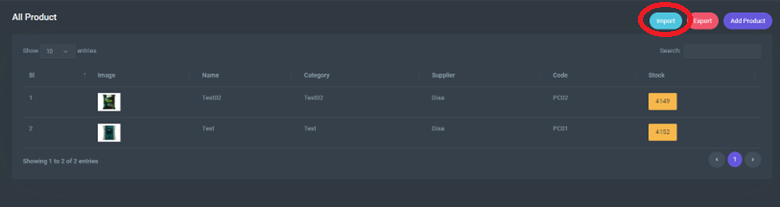 All Product
Import Export Add Product
Show 10 entries Search:
Sl Image Name Category Supplier Code Stock
1 Test02 Test02 Disa PC02 4149
2 Test Test Disa PC01 4152
Showing 1 to 2 of 2 entries 1